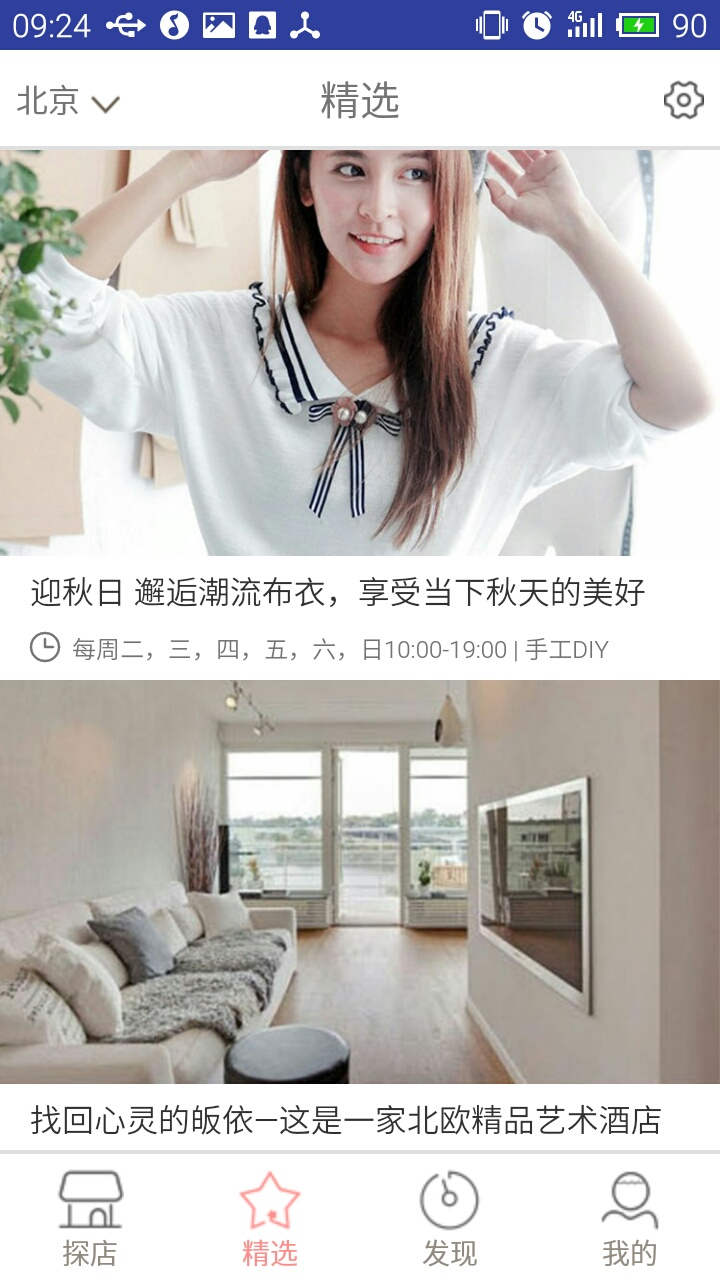 09:24 4G 90
北京 精选
迎秋日 邂逅潮流布衣，享受当下秋天的美好
每周二，三，四，五，六，日10:00-19:00 | 手工DIY
找回心灵的皈依—这是一家北欧精品艺术酒店
探店 精选 发现 我的